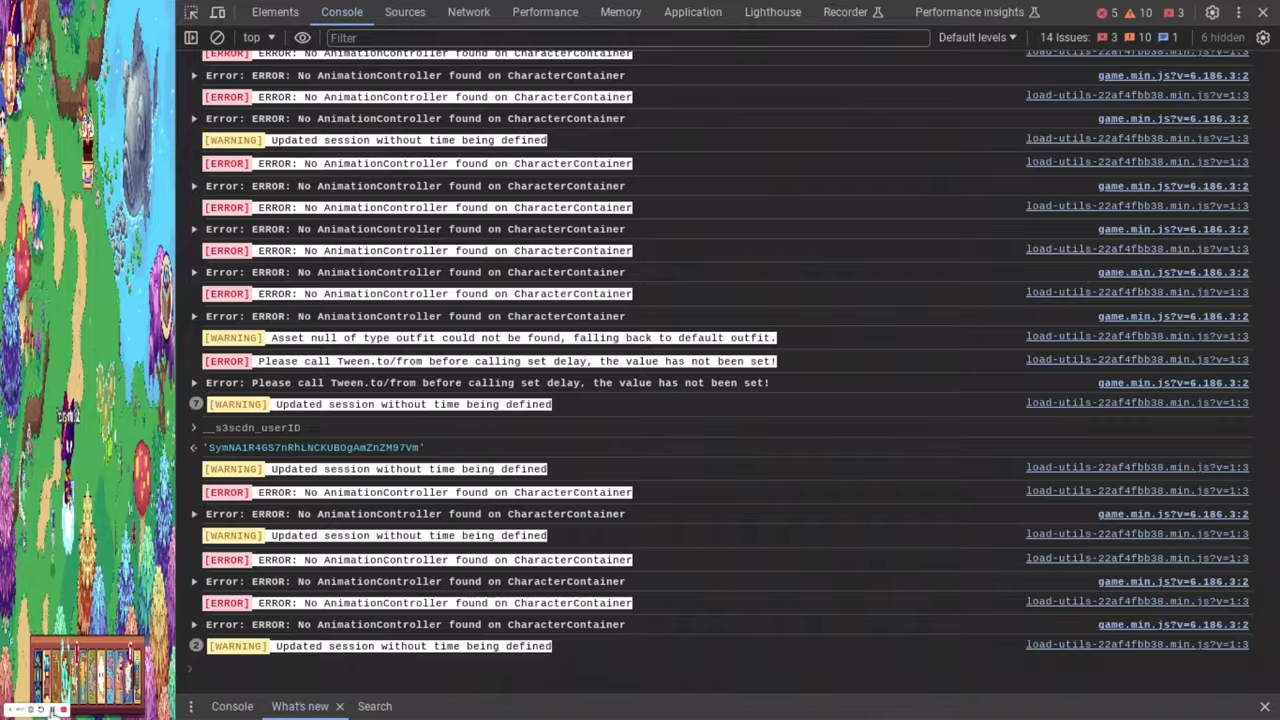 Elements Console Sources Network Performance Memory Application Lighthouse Recorder Performance insights 5 10 3
top Filter Default levels 14 Issues: 3 10 1 6 hidden
[ERROR] ERROR: No AnimationController found on CharacterContainer load-utils-22af4fbb38.min.js?v=1:3
Error: ERROR: No AnimationController found on CharacterContainer game.min.js?v=6.186.3:2
[ERROR] ERROR: No AnimationController found on CharacterContainer load-utils-22af4fbb38.min.js?v=1:3
Error: ERROR: No AnimationController found on CharacterContainer game.min.js?v=6.186.3:2
[WARNING] Updated session without time being defined load-utils-22af4fbb38.min.js?v=1:3
[ERROR] ERROR: No AnimationController found on CharacterContainer load-utils-22af4fbb38.min.js?v=1:3
Error: ERROR: No AnimationController found on CharacterContainer game.min.js?v=6.186.3:2
[ERROR] ERROR: No AnimationController found on CharacterContainer load-utils-22af4fbb38.min.js?v=1:3
Error: ERROR: No AnimationController found on CharacterContainer game.min.js?v=6.186.3:2
[ERROR] ERROR: No AnimationController found on CharacterContainer load-utils-22af4fbb38.min.js?v=1:3
Error: ERROR: No AnimationController found on CharacterContainer game.min.js?v=6.186.3:2
[ERROR] ERROR: No AnimationController found on CharacterContainer load-utils-22af4fbb38.min.js?v=1:3
Error: ERROR: No AnimationController found on CharacterContainer game.min.js?v=6.186.3:2
[WARNING] Asset null of type outfit could not be found, falling back to default outfit. load-utils-22af4fbb38.min.js?v=1:3
[ERROR] Please call Tween.to/from before calling set delay, the value has not been set! load-utils-22af4fbb38.min.js?v=1:3
Error: Please call Tween.to/from before calling set delay, the value has not been set! game.min.js?v=6.186.3:2
7 [WARNING] Updated session without time being defined load-utils-22af4fbb38.min.js?v=1:3
__s3scdn_userID
'SymNA1R4GS7nRhLNCKUBOgAmZnZM97Vm'
[WARNING] Updated session without time being defined load-utils-22af4fbb38.min.js?v=1:3
[ERROR] ERROR: No AnimationController found on CharacterContainer load-utils-22af4fbb38.min.js?v=1:3
Error: ERROR: No AnimationController found on CharacterContainer game.min.js?v=6.186.3:2
[WARNING] Updated session without time being defined load-utils-22af4fbb38.min.js?v=1:3
[ERROR] ERROR: No AnimationController found on CharacterContainer load-utils-22af4fbb38.min.js?v=1:3
Error: ERROR: No AnimationController found on CharacterContainer game.min.js?v=6.186.3:2
[ERROR] ERROR: No AnimationController found on CharacterContainer load-utils-22af4fbb38.min.js?v=1:3
Error: ERROR: No AnimationController found on CharacterContainer game.min.js?v=6.186.3:2
2 [WARNING] Updated session without time being defined load-utils-22af4fbb38.min.js?v=1:3
Console What's new Search